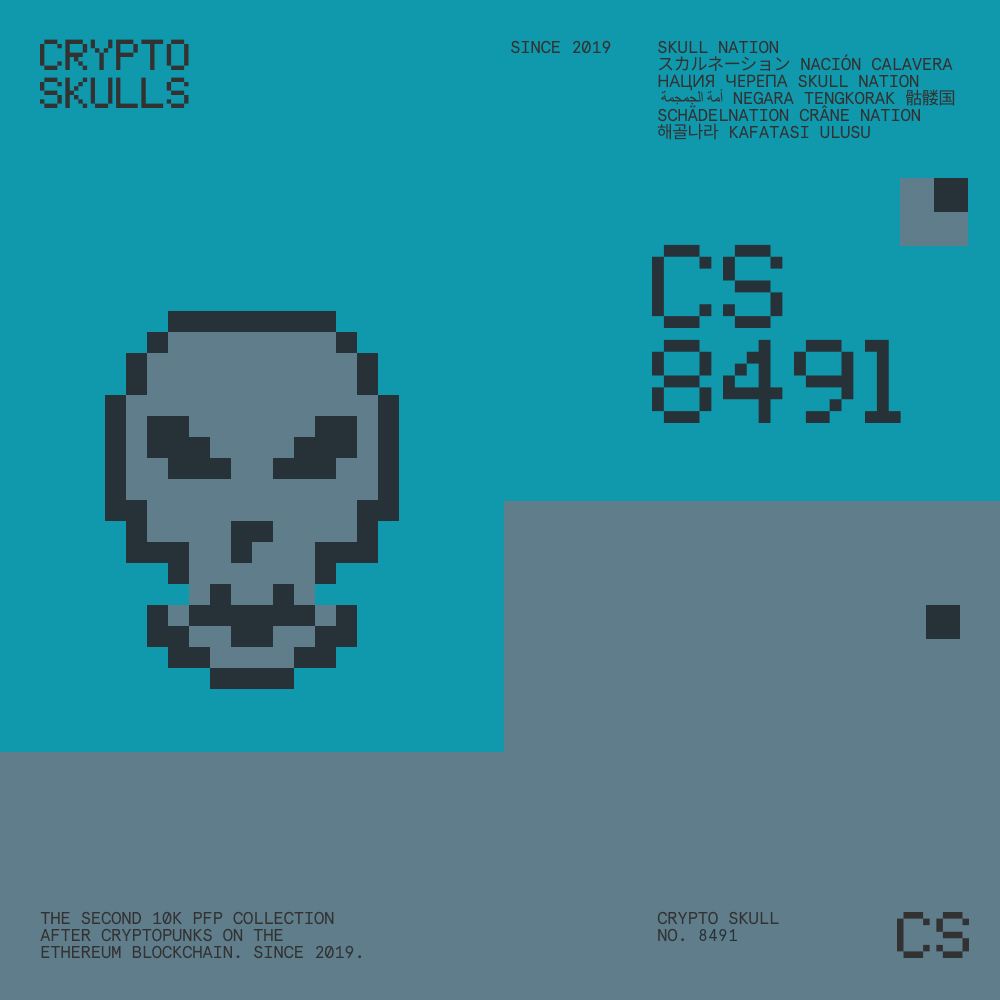 CRYPTO
SKULLS
SINCE 2019
SKULL NATION
スカルネーション NACIÓN CALAVERA
НАЦИЯ ЧЕРЕПА SKULL NATION
أمة الجمجمة NEGARA TENGKORAK 骷髅国
SCHÄDELNATION CRÂNE NATION
해골나라 KAFATASI ULUSU
CS
8491
THE SECOND 10K PFP COLLECTION
AFTER CRYPTOPUNKS ON THE
ETHEREUM BLOCKCHAIN. SINCE 2019.
CRYPTO SKULL
NO. 8491
CS